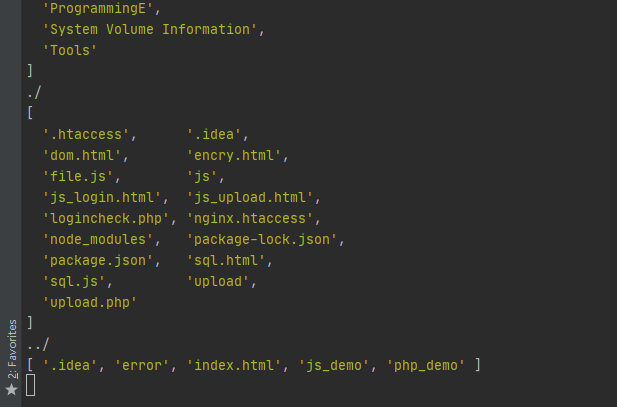 'ProgrammingE',
'System Volume Information',
'Tools'
]
./
[
'.htaccess', '.idea',
'dom.html', 'encry.html',
'file.js', 'js',
'js_login.html', 'js_upload.html',
'logincheck.php', 'nginx.htaccess',
'node_modules', 'package-lock.json',
'package.json', 'sql.html',
'sql.js', 'upload',
'upload.php'
]
../
[ '.idea', 'error', 'index.html', 'js_demo', 'php_demo' ]
2: Favorites